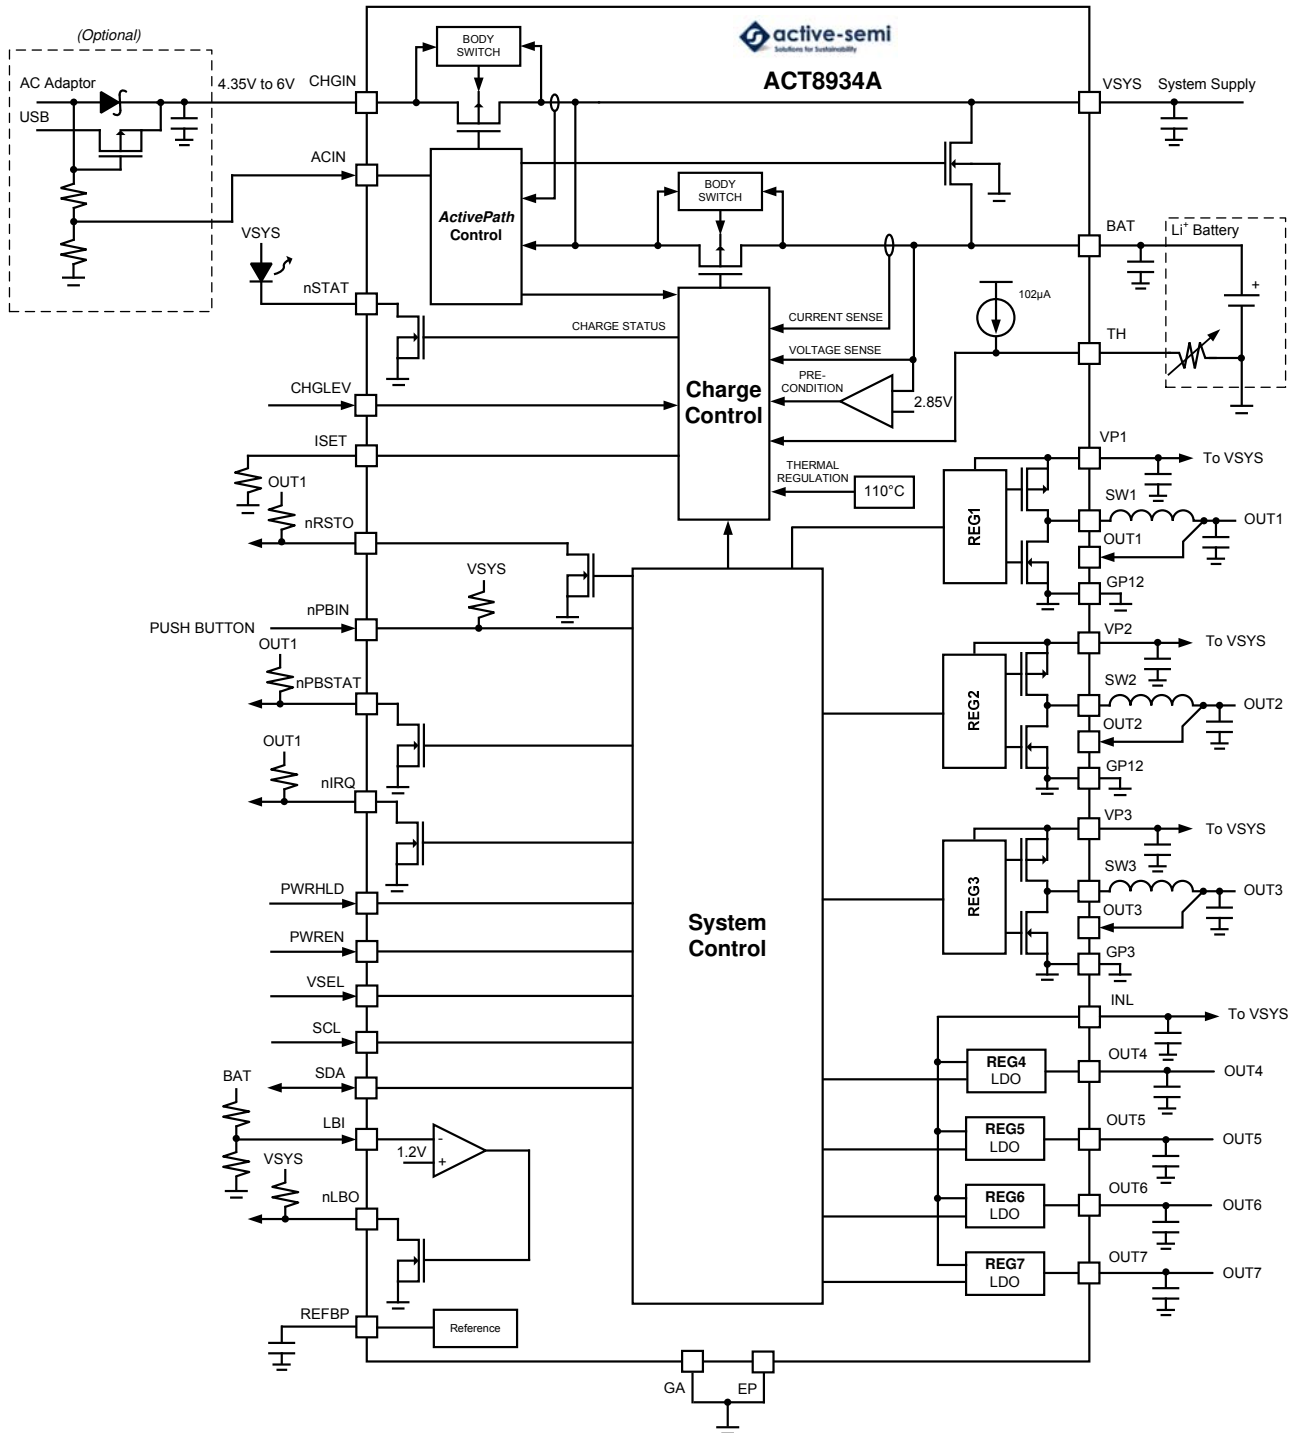 (Optional)
AC Adaptor
USB
4.35V to 6V
CHGIN
BODY
SWITCH
active-semi
Solutions for Sustainability
ACT8934A
VSYS
System Supply
ACIN
ActivePath
Control
BODY
SWITCH
VSYS
nSTAT
BAT
Li+ Battery
+
102µA
CHARGE STATUS
CURRENT SENSE
VOLTAGE SENSE
TH
PRE-
CONDITION
2.85V
Charge
Control
CHGLEV
ISET
THERMAL
REGULATION
110°C
OUT1
nRSTO
VP1
To VSYS
REG1
SW1
OUT1
OUT1
GP12
VSYS
nPBIN
PUSH BUTTON
OUT1
nPBSTAT
VP2
To VSYS
REG2
SW2
OUT2
OUT2
GP12
OUT1
nIRQ
VP3
To VSYS
REG3
SW3
OUT3
OUT3
GP3
PWRHLD
PWREN
VSEL
SCL
SDA
System
Control
INL
To VSYS
REG4
LDO
OUT4
OUT4
REG5
LDO
OUT5
OUT5
REG6
LDO
OUT6
OUT6
REG7
LDO
OUT7
BAT
LBI
1.2V
-
+
VSYS
nLBO
REFBP
Reference
GA
EP
OUT7